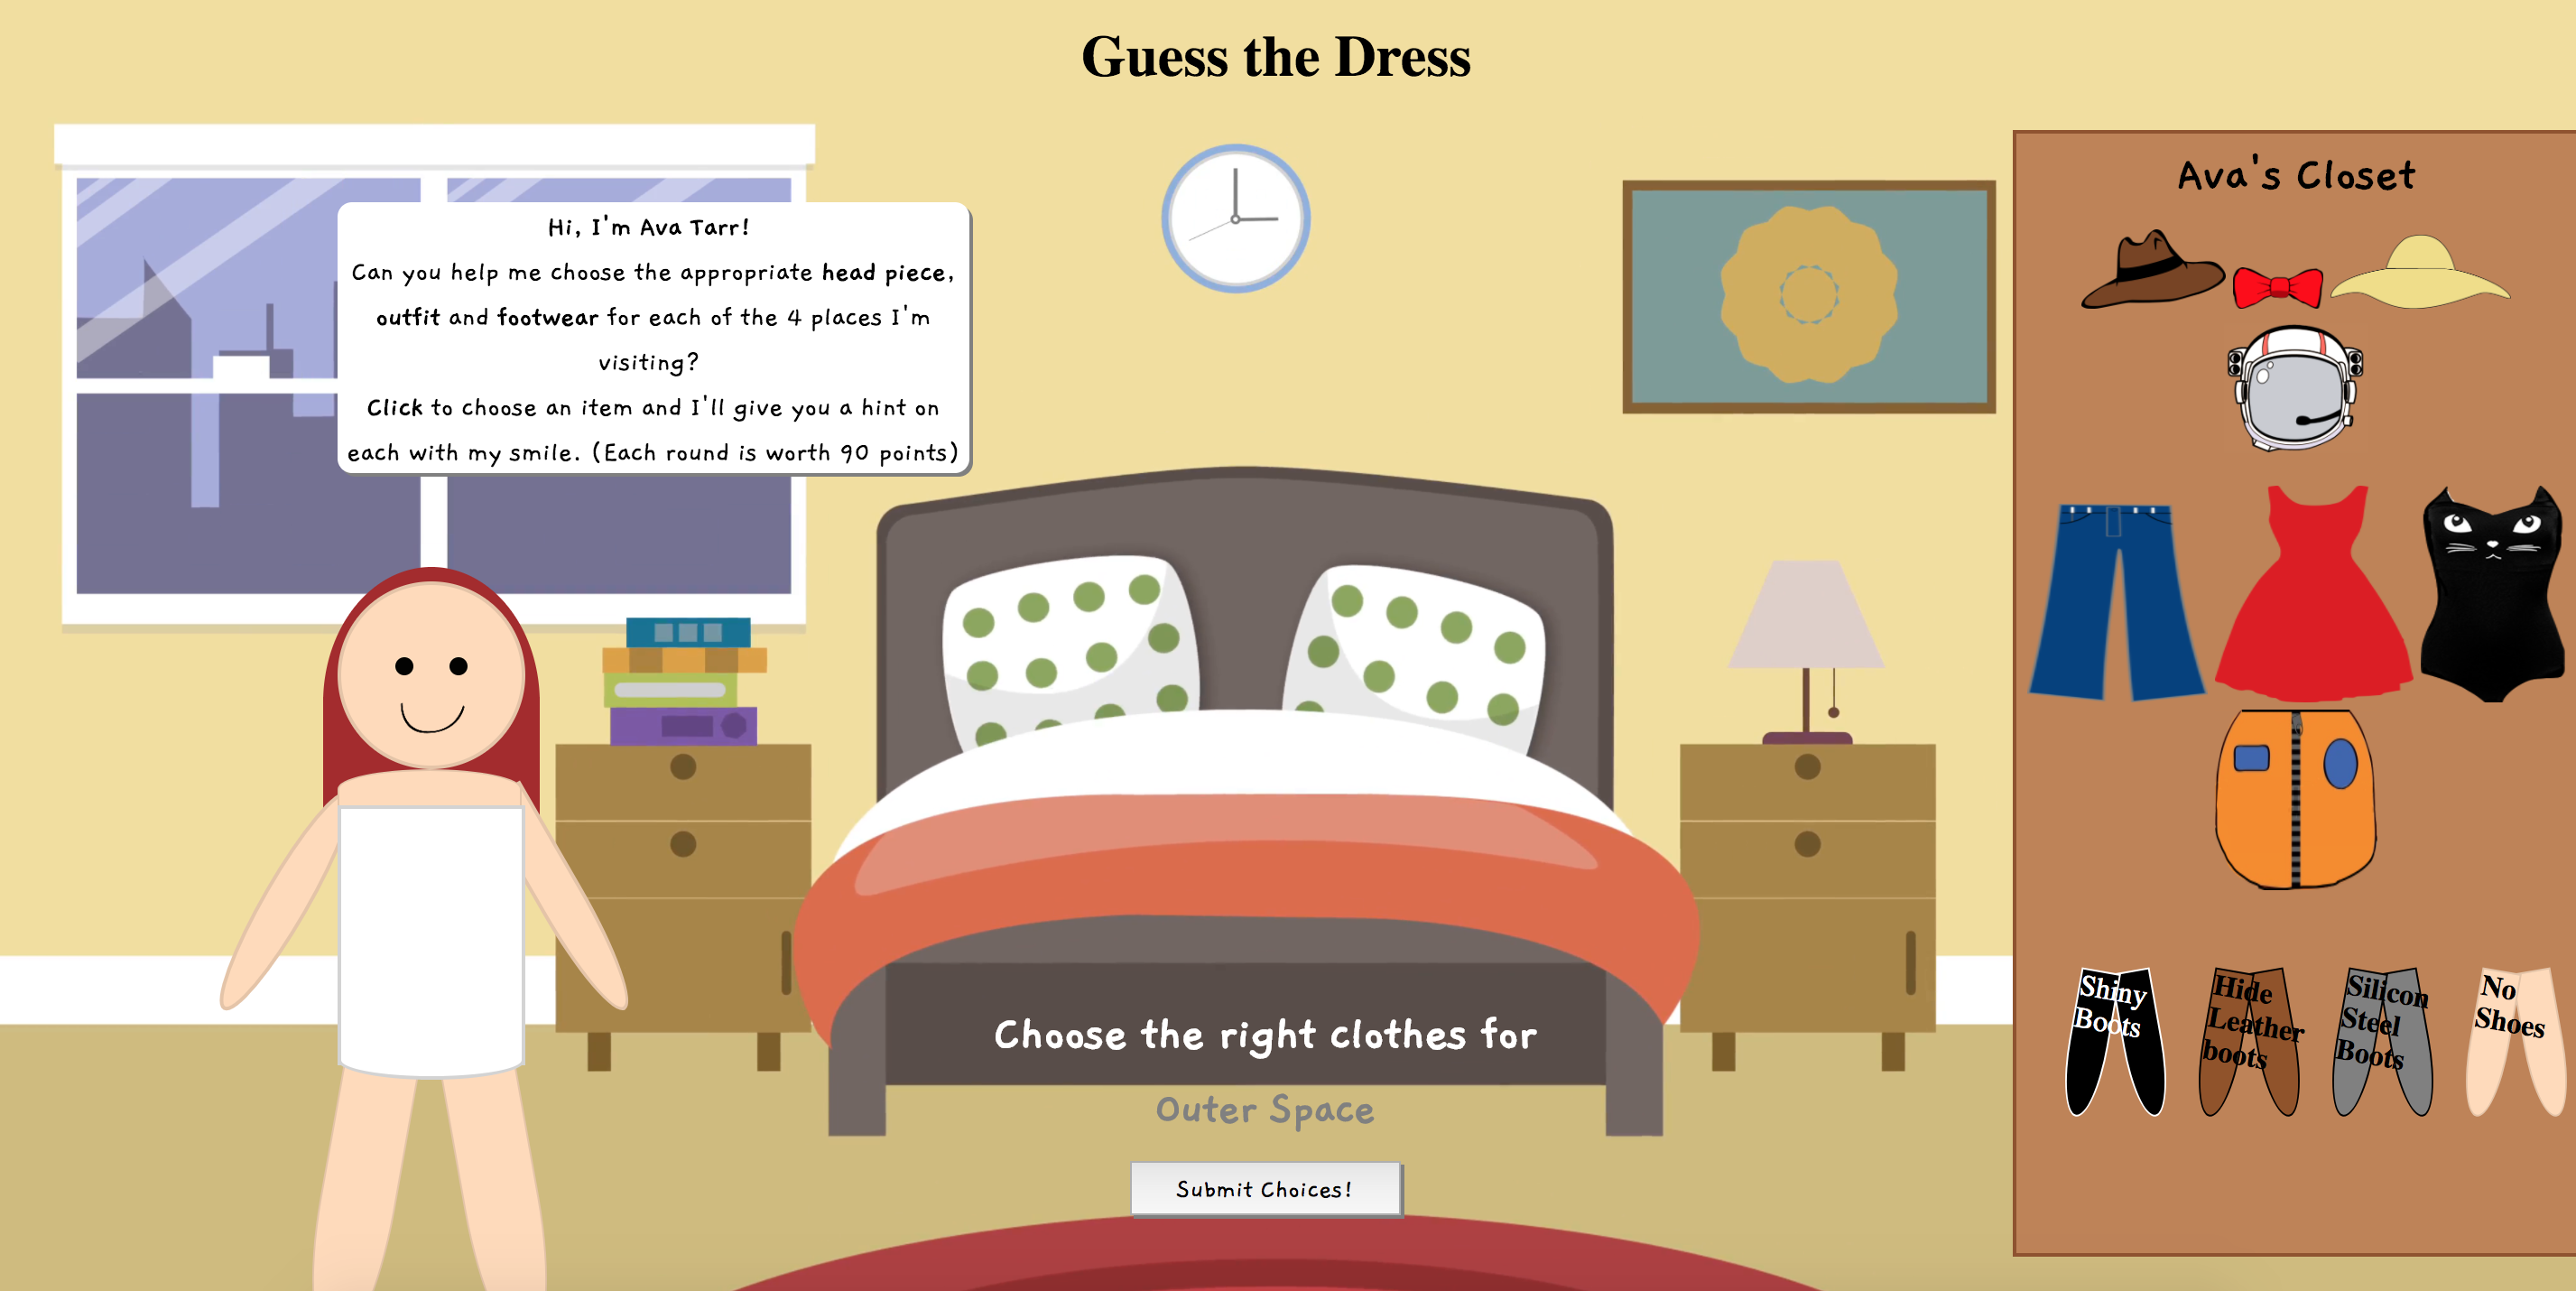 Guess the Dress
Hi, I'm Ava Tarr!
Can you help me choose the appropriate head piece,
outfit and footwear for each of the 4 places I'm
visiting?
Click to choose an item and I'll give you a hint on
each with my smile. (Each round is worth 90 points)
Ava's Closet
Shiny
Boots
Hide
Leather
boots
Silicon
Steel
Boots
No
Shoes
Choose the right clothes for
Outer Space
Submit Choices!